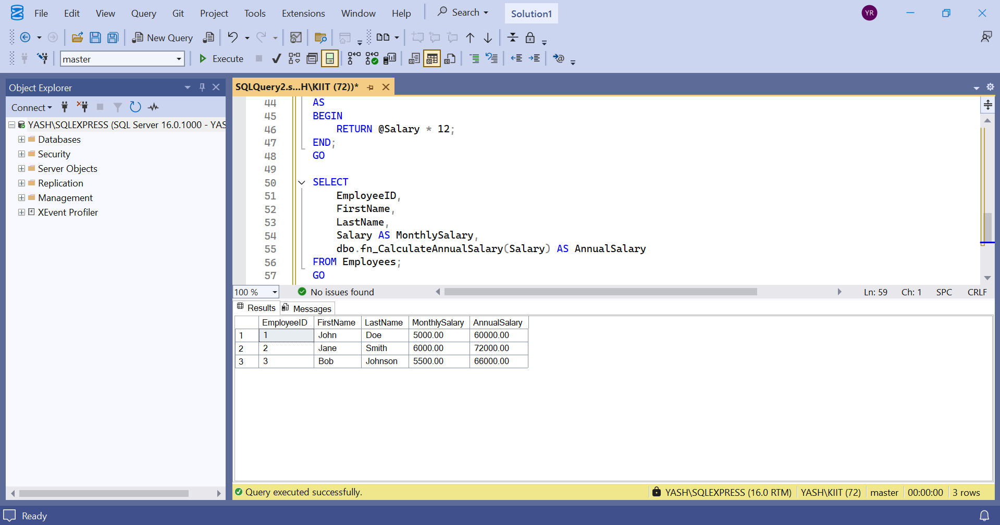 File Edit View Query Git Project Tools Extensions Window Help Search Solution1 YR
New Query
master Execute
Object Explorer
Connect
YASH\SQLEXPRESS (SQL Server 16.0.1000 - YAS
Databases
Security
Server Objects
Replication
Management
XEvent Profiler
SQLQuery2.s...H\KIIT (72))*
44 AS
45 BEGIN
46 RETURN @Salary * 12;
47 END;
48 GO
49
50 SELECT
51 EmployeeID,
52 FirstName,
53 LastName,
54 Salary AS MonthlySalary,
55 dbo.fn_CalculateAnnualSalary(Salary) AS AnnualSalary
56 FROM Employees;
57 GO
100 % No issues found Ln: 59 Ch: 1 SPC CRLF
Results Messages
EmployeeID FirstName LastName MonthlySalary AnnualSalary
1 1 John Doe 5000.00 60000.00
2 2 Jane Smith 6000.00 72000.00
3 3 Bob Johnson 5500.00 66000.00
Query executed successfully. YASH\SQLEXPRESS (16.0 RTM) YASH\KIIT (72) master 00:00:00 3 rows
Ready